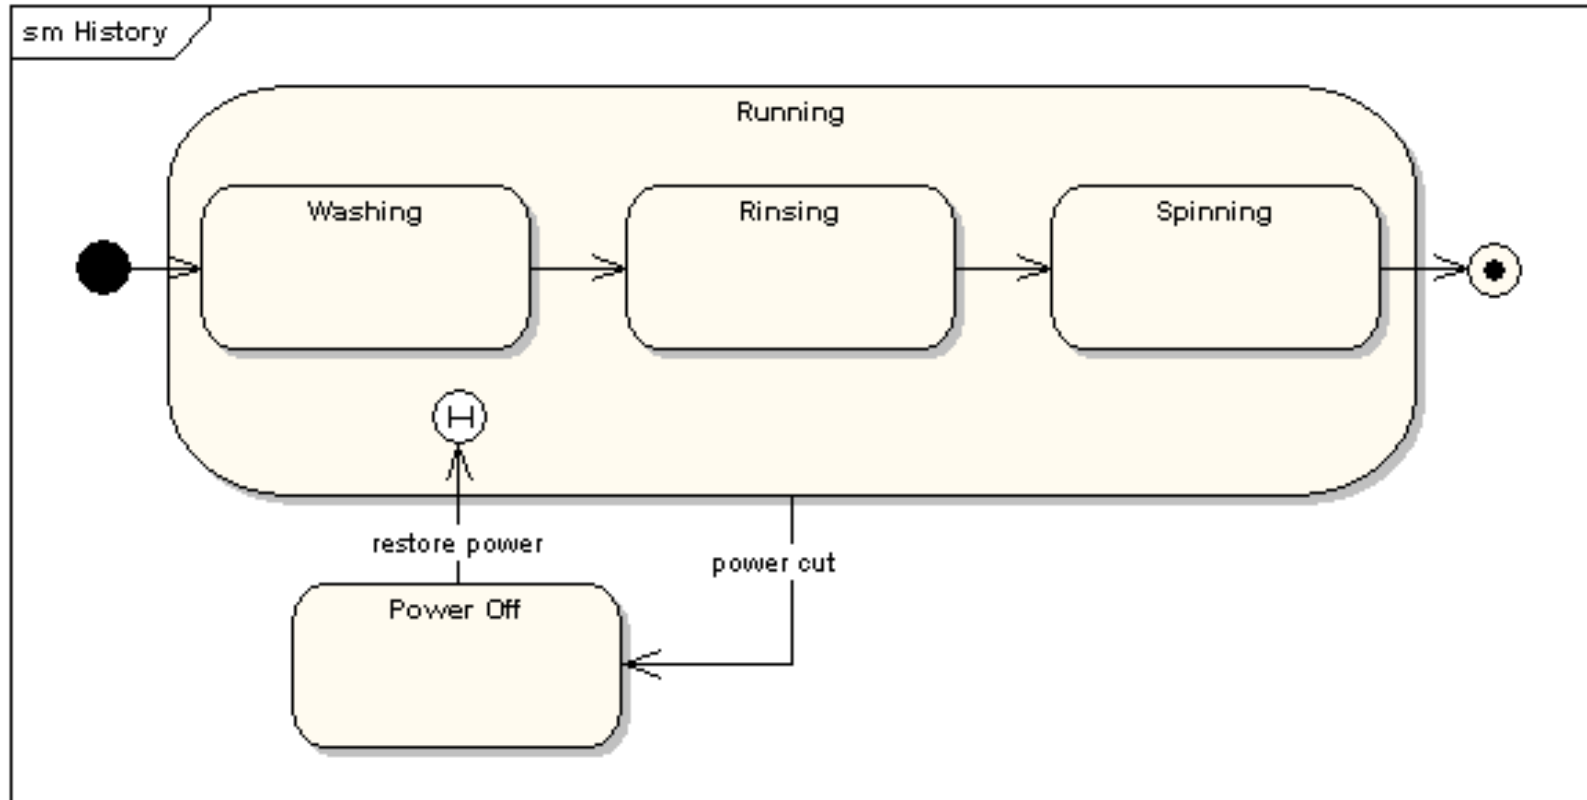 sm History
Running
Washing
Rinsing
Spinning
H
restore power
power cut
Power Off